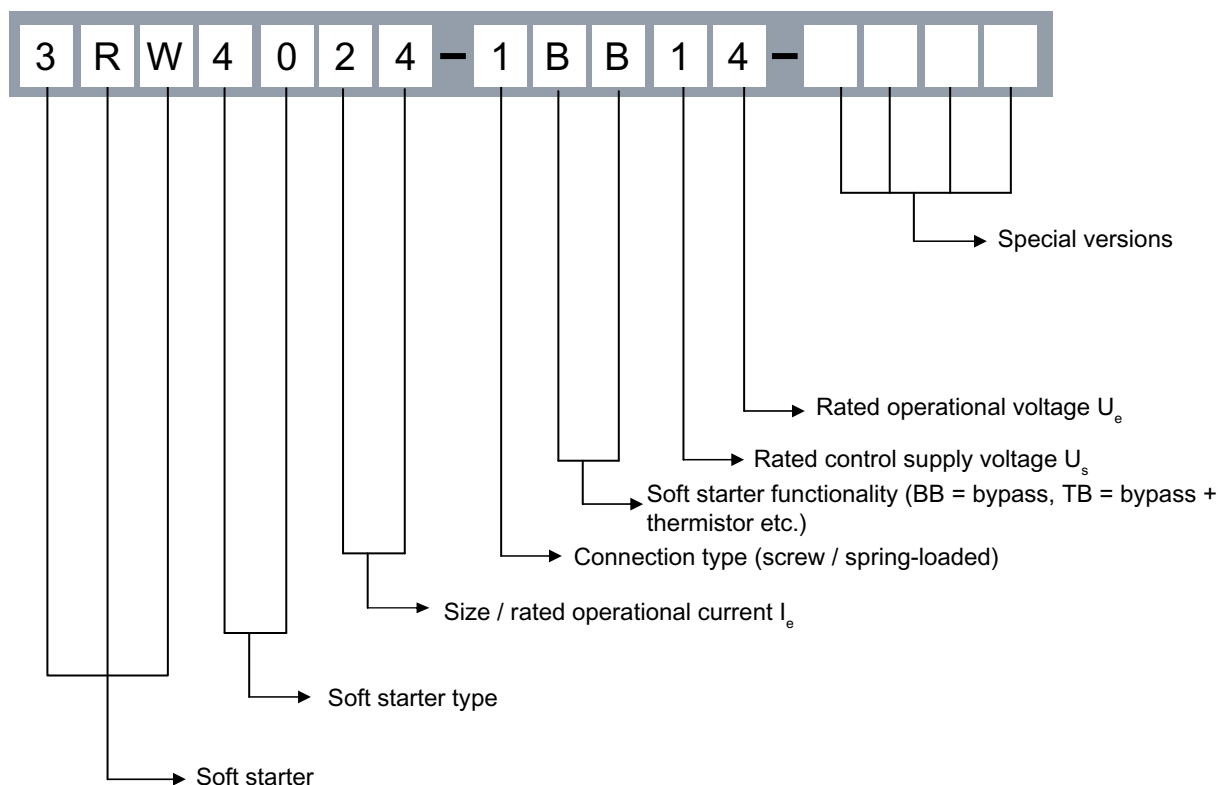 3 R W 4 0 2 4 – 1 B B 1 4 –
Special versions
Rated operational voltage Ue
Rated control supply voltage Us
Soft starter functionality (BB = bypass, TB = bypass +
thermistor etc.)
Connection type (screw / spring-loaded)
Size / rated operational current Ie
Soft starter type
Soft starter